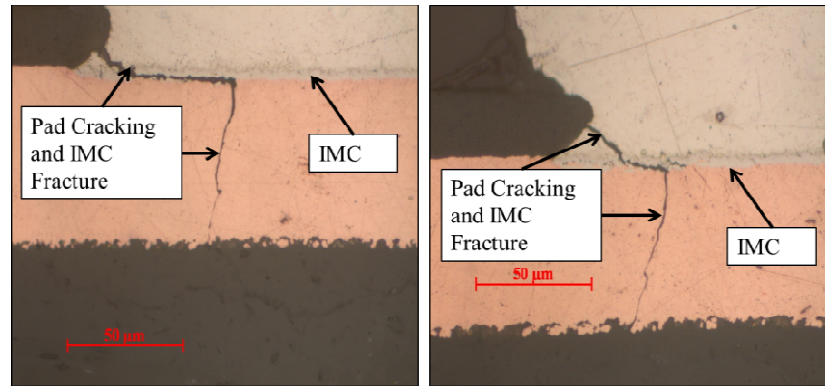 Pad Cracking
and IMC
Fracture
IMC
50 μm
Pad Cracking
and IMC
Fracture
IMC
50 μm